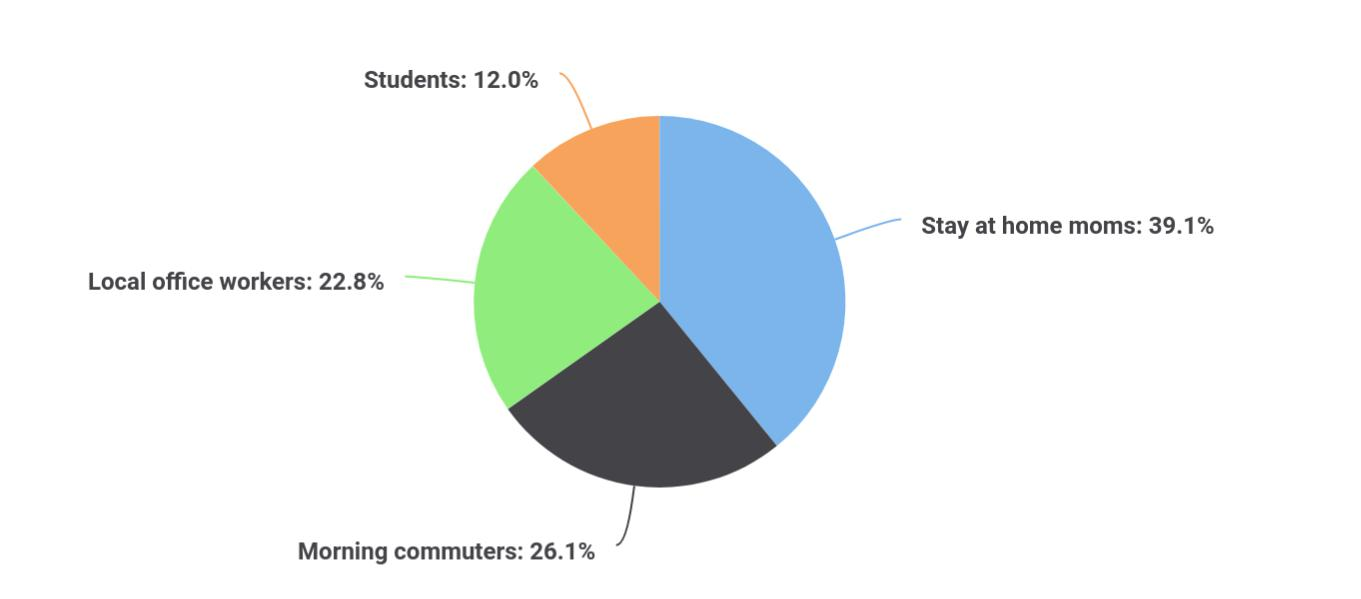 Students: 12.0%
Stay at home moms: 39.1%
Local office workers: 22.8%
Morning commuters: 26.1%